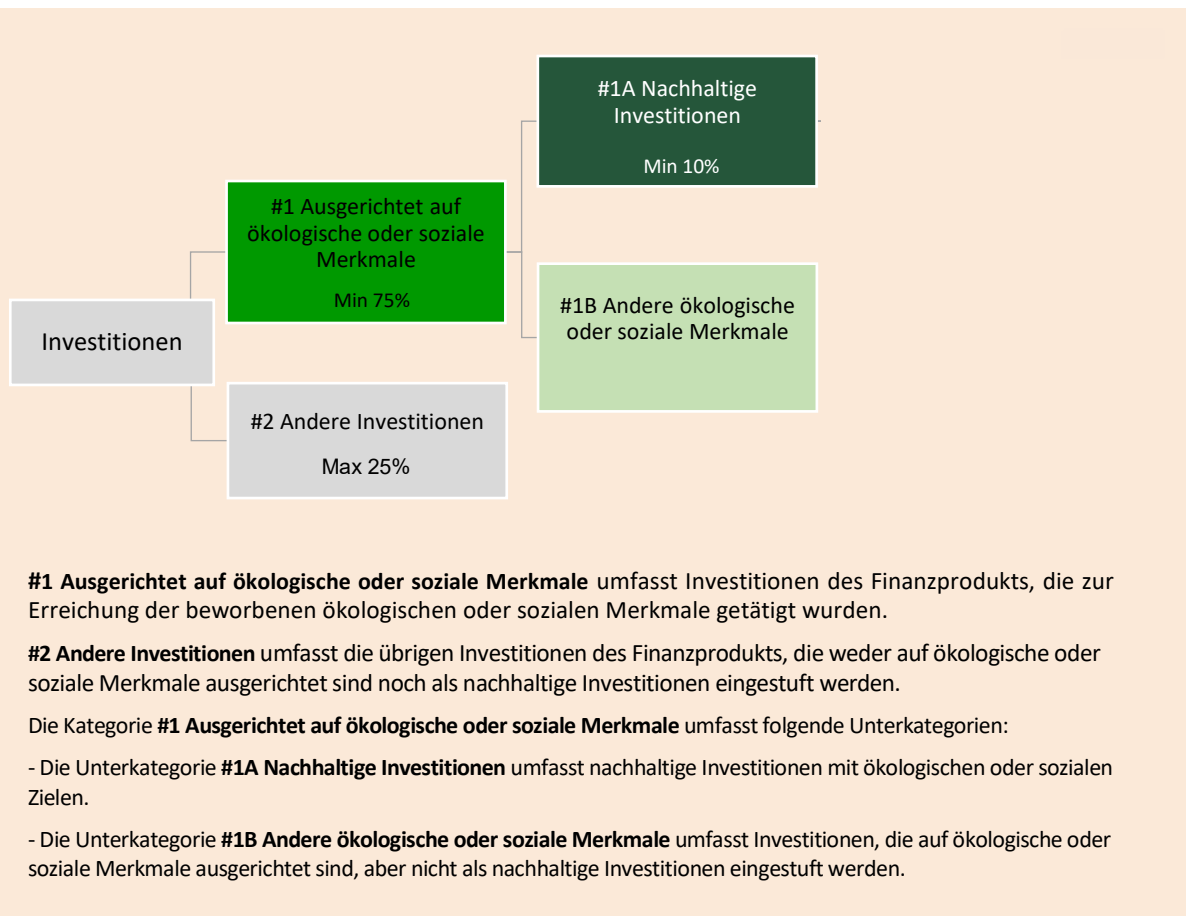 #1A Nachhaltige
Investitionen
Min 10%
#1 Ausgerichtet auf
ökologische oder soziale
Merkmale
Min 75%
#1B Andere ökologische
oder soziale Merkmale
Investitionen
#2 Andere Investitionen
Max 25%
#1 Ausgerichtet auf ökologische oder soziale Merkmale umfasst Investitionen des Finanzprodukts, die zur
Erreichung der beworbenen ökologischen oder sozialen Merkmale getätigt wurden.
#2 Andere Investitionen umfasst die übrigen Investitionen des Finanzprodukts, die weder auf ökologische oder
soziale Merkmale ausgerichtet sind noch als nachhaltige Investitionen eingestuft werden.
Die Kategorie #1 Ausgerichtet auf ökologische oder soziale Merkmale umfasst folgende Unterkategorien:
- Die Unterkategorie #1A Nachhaltige Investitionen umfasst nachhaltige Investitionen mit ökologischen oder sozialen
Zielen.
- Die Unterkategorie #1B Andere ökologische oder soziale Merkmale umfasst Investitionen, die auf ökologische oder
soziale Merkmale ausgerichtet sind, aber nicht als nachhaltige Investitionen eingestuft werden.